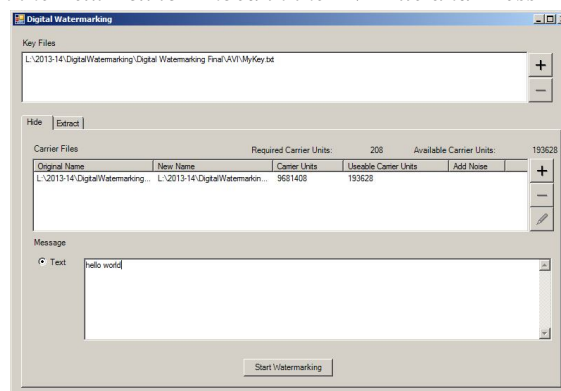 Digital Watermarking
Key Files
L:\2013-14\DigitalWatermarking\Digital Watermarking Final\AVI\MyKey.txt
Hide Extract
Carrier Files Required Carrier Units: 208 Available Carrier Units: 193628
Original Name New Name Carrier Units Useable Carrier Units Add Noise
L:\2013-14\DigitalWatermarking... L:\2013-14\DigitalWatermarkin... 9681408 193628
Message
Text hello world
Start Watermarking